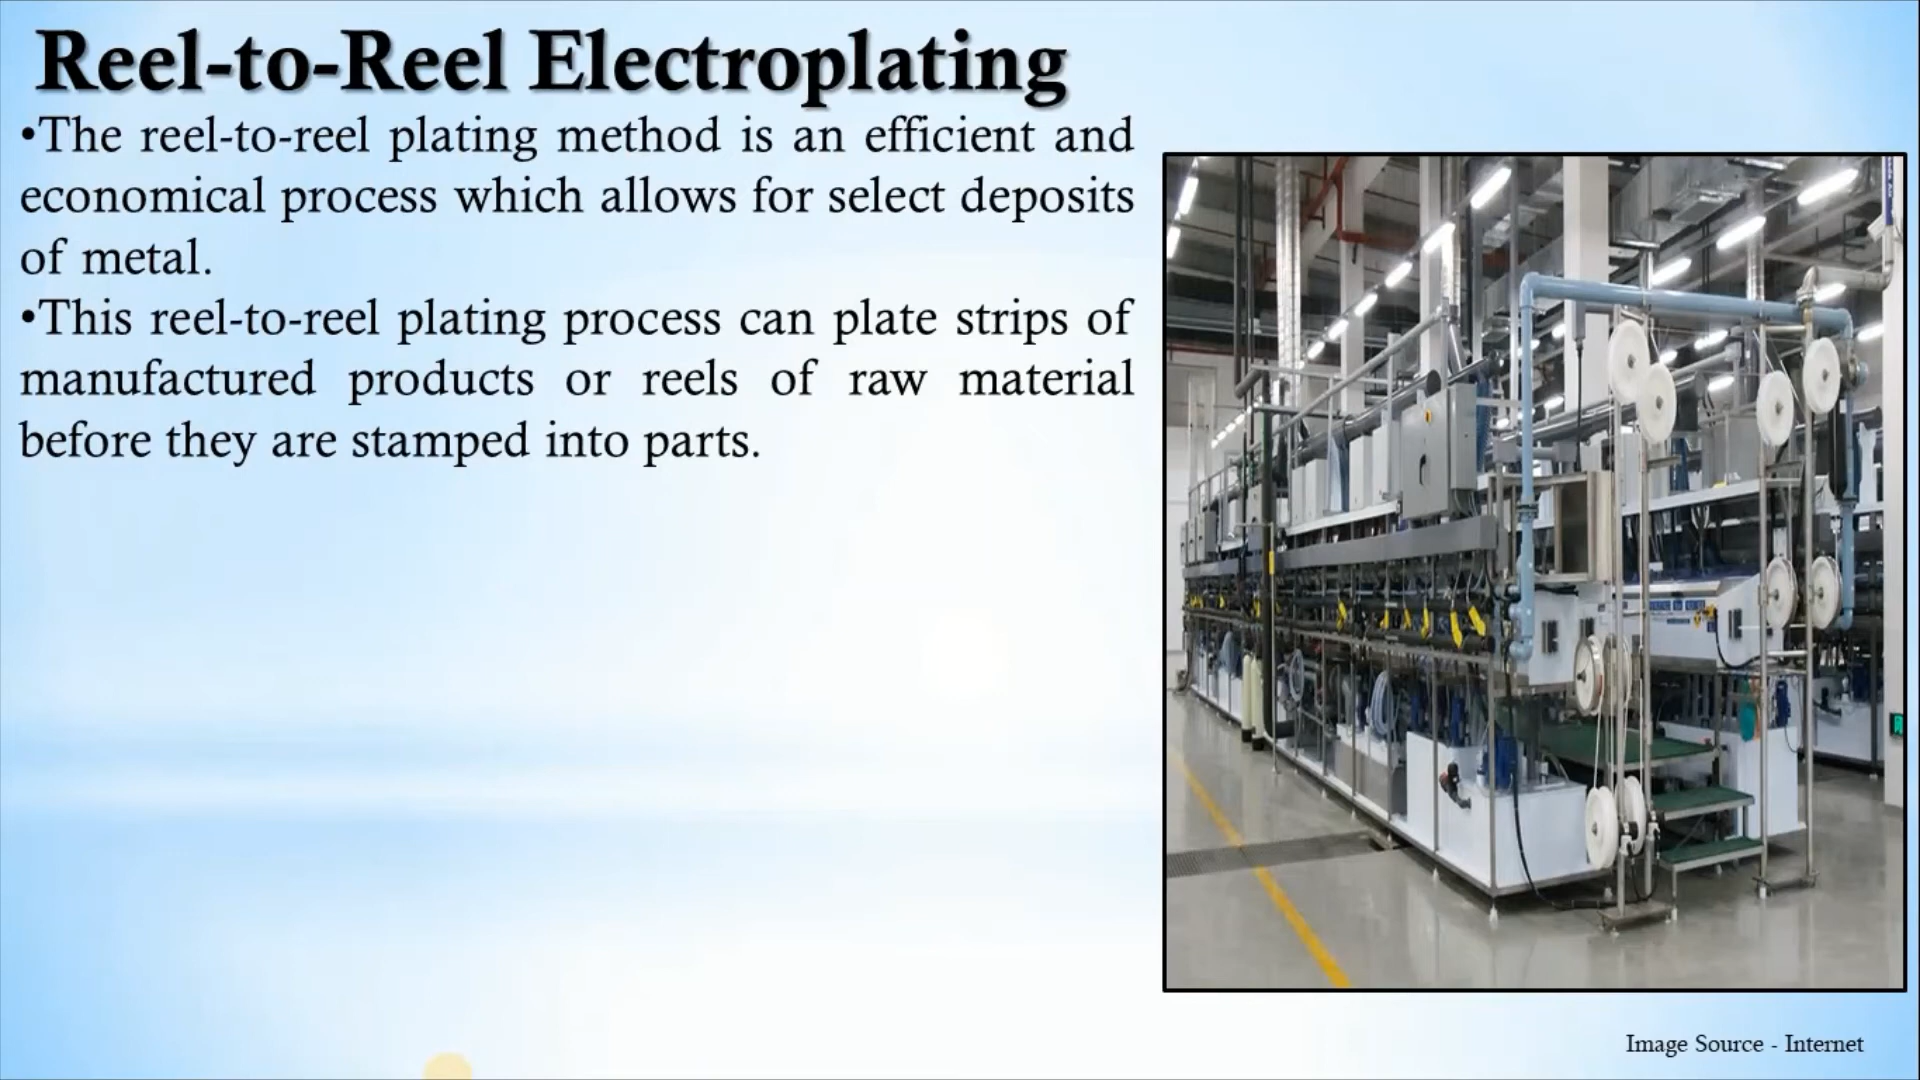 Reel-to-Reel Electroplating
•The reel-to-reel plating method is an efficient and
economical process which allows for select deposits
of metal.
•This reel-to-reel plating process can plate strips of
manufactured products or reels of raw material
before they are stamped into parts.
Image Source - Internet